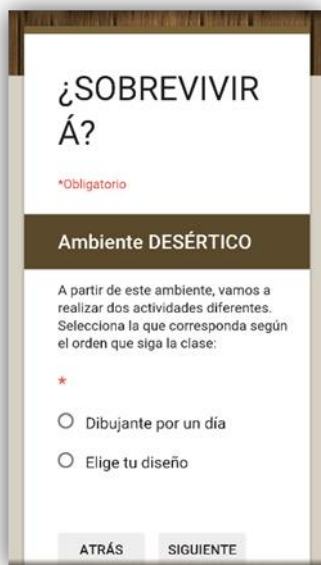 ¿SOBREVIVIR
Á?
*Obligatorio
Ambiente DESÉRTICO
A partir de este ambiente, vamos a
realizar dos actividades diferentes.
Selecciona la que corresponda según
el orden que siga la clase:
*
Dibujante por un día
Elige tu diseño
ATRÁS SIGUIENTE